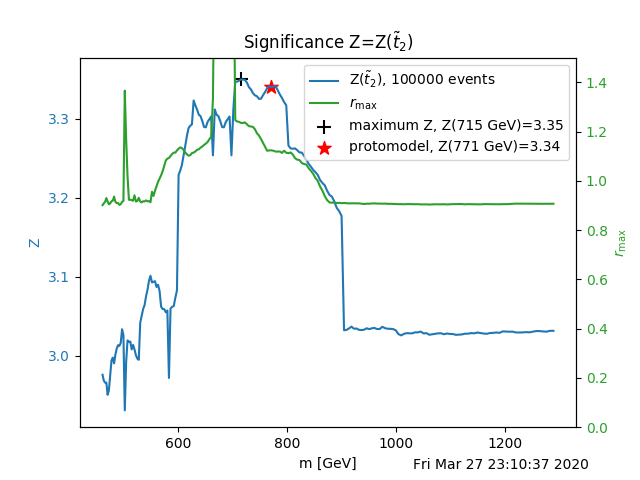 Significance Z=Z(t̃₂)
Z(t̃₂), 100000 events
r_max
maximum Z, Z(715 GeV)=3.35
protomodel, Z(771 GeV)=3.34
Z
3.3
3.2
3.1
3.0
1.4
1.2
1.0
0.8
0.6
0.4
0.2
0.0
r_max
600 800 1000 1200
m [GeV]
Fri Mar 27 23:10:37 2020